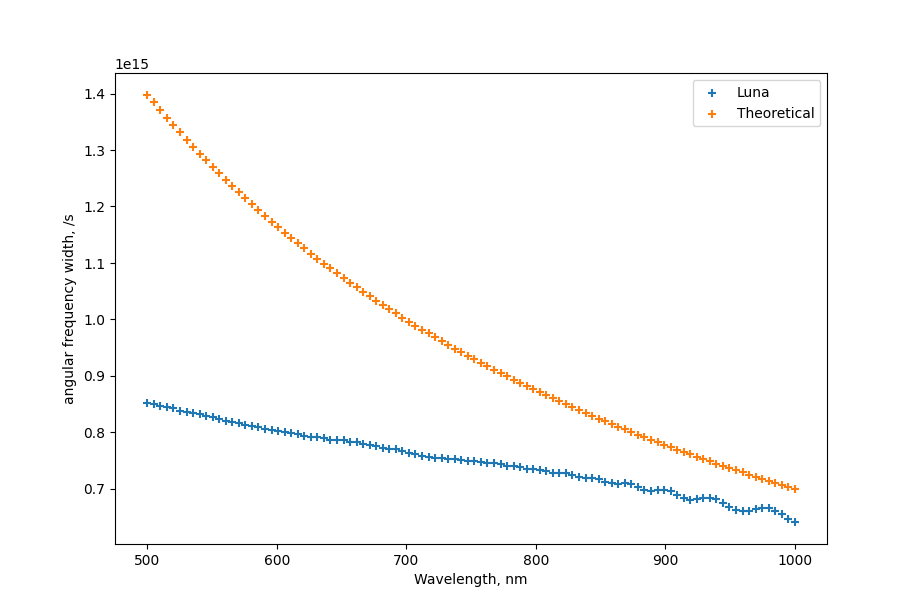 1e15
1.4
1.3
1.2
1.1
1.0
0.9
0.8
0.7
angular frequency width, /s
Luna
Theoretical
500 600 700 800 900 1000
Wavelength, nm